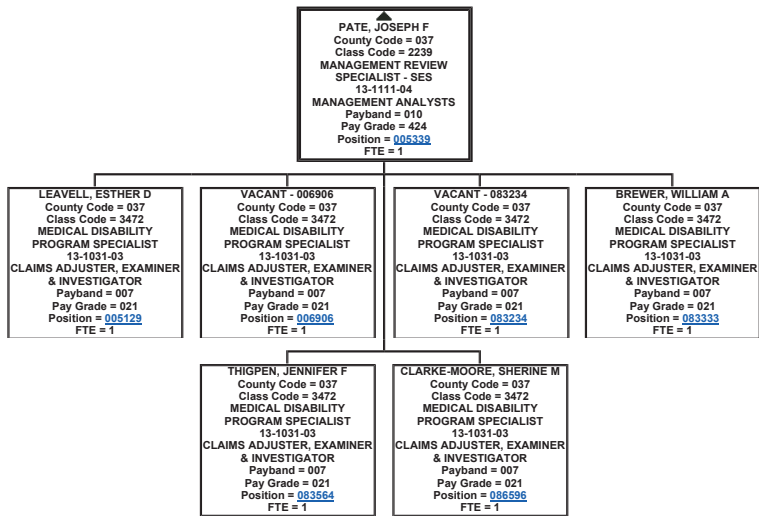 PATE, JOSEPH F
County Code = 037
Class Code = 2239
MANAGEMENT REVIEW
SPECIALIST - SES
13-1111-04
MANAGEMENT ANALYSTS
Payband = 010
Pay Grade = 424
Position = 005339
FTE = 1
LEAVELL, ESTHER D
County Code = 037
Class Code = 3472
MEDICAL DISABILITY
PROGRAM SPECIALIST
13-1031-03
CLAIMS ADJUSTER, EXAMINER
& INVESTIGATOR
Payband = 007
Pay Grade = 021
Position = 005129
FTE = 1
VACANT - 006906
County Code = 037
Class Code = 3472
MEDICAL DISABILITY
PROGRAM SPECIALIST
13-1031-03
CLAIMS ADJUSTER, EXAMINER
& INVESTIGATOR
Payband = 007
Pay Grade = 021
Position = 006906
FTE = 1
VACANT - 083234
County Code = 037
Class Code = 3472
MEDICAL DISABILITY
PROGRAM SPECIALIST
13-1031-03
CLAIMS ADJUSTER, EXAMINER
& INVESTIGATOR
Payband = 007
Pay Grade = 021
Position = 083234
FTE = 1
BREWER, WILLIAM A
County Code = 037
Class Code = 3472
MEDICAL DISABILITY
PROGRAM SPECIALIST
13-1031-03
CLAIMS ADJUSTER, EXAMINER
& INVESTIGATOR
Payband = 007
Pay Grade = 021
Position = 083333
FTE = 1
THIGPEN, JENNIFER F
County Code = 037
Class Code = 3472
MEDICAL DISABILITY
PROGRAM SPECIALIST
13-1031-03
CLAIMS ADJUSTER, EXAMINER
& INVESTIGATOR
Payband = 007
Pay Grade = 021
Position = 083564
FTE = 1
CLARKE-MOORE, SHERINE M
County Code = 037
Class Code = 3472
MEDICAL DISABILITY
PROGRAM SPECIALIST
13-1031-03
CLAIMS ADJUSTER, EXAMINER
& INVESTIGATOR
Payband = 007
Pay Grade = 021
Position = 086596
FTE = 1